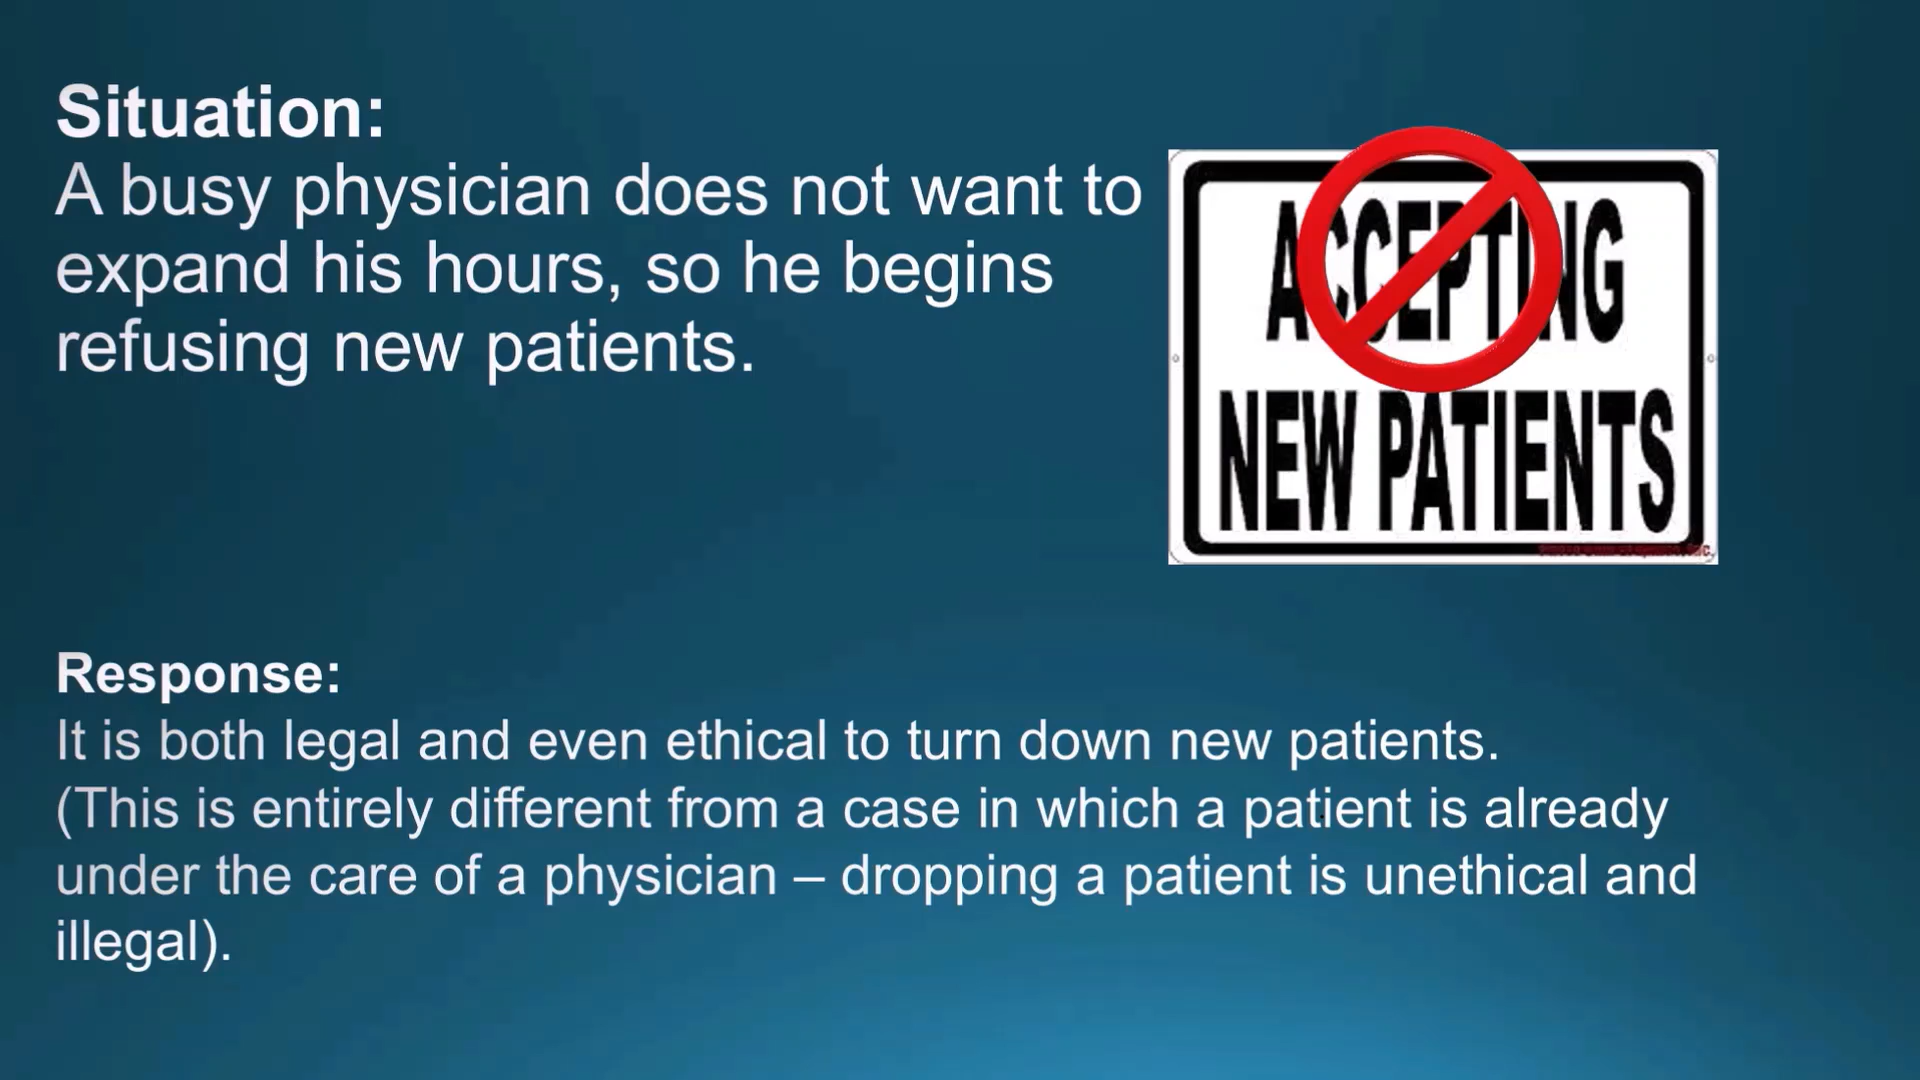 Situation:
A busy physician does not want to
expand his hours, so he begins
refusing new patients.
ACCEPTING
NEW PATIENTS
Response:
It is both legal and even ethical to turn down new patients.
(This is entirely different from a case in which a patient is already
under the care of a physician – dropping a patient is unethical and
illegal).